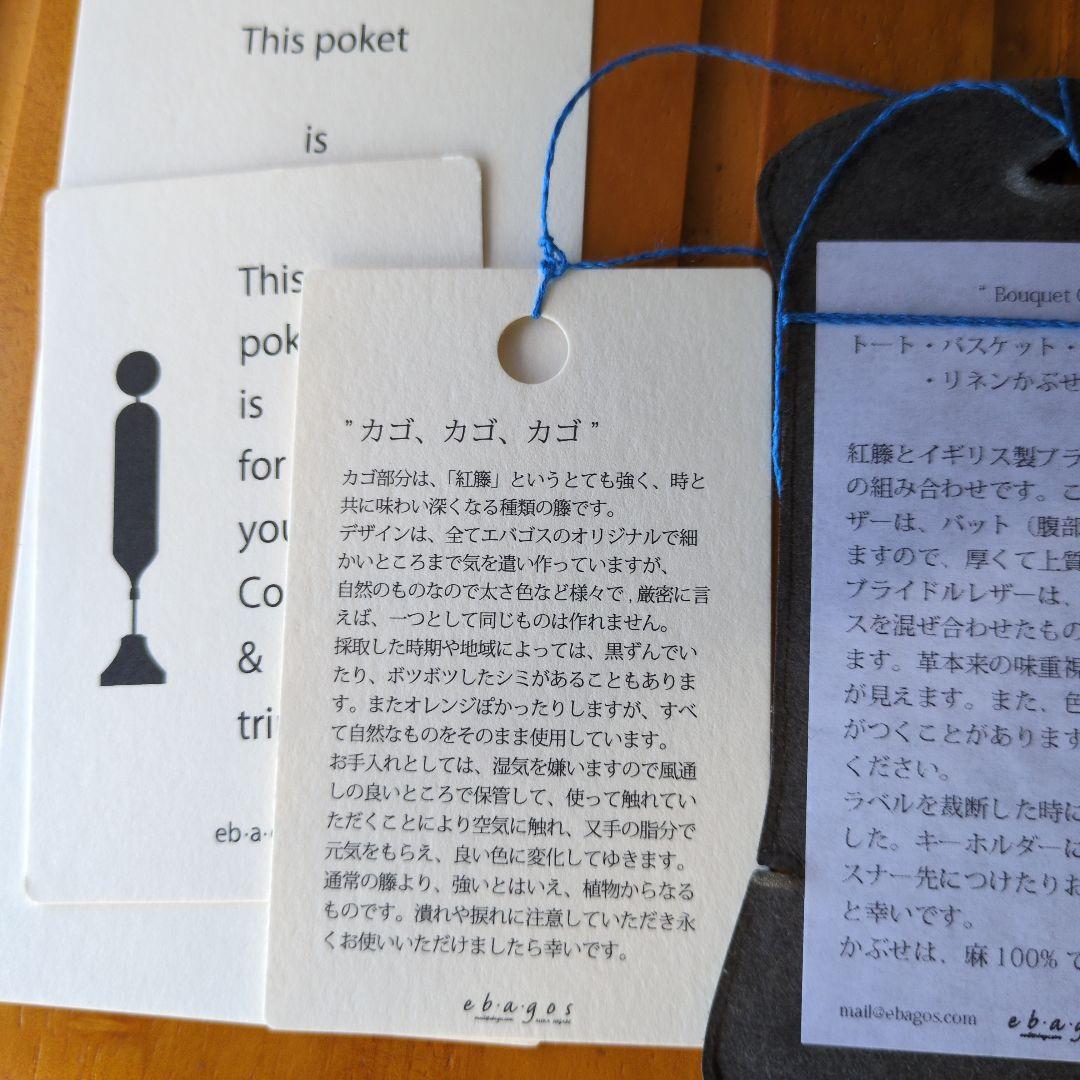 This poket
is
This
is
for
&
" カゴ、カゴ、カゴ "
カゴ部分は、「紅籐」というとても強く、時と
共に味わい深くなる種類の籐です。
デザインは、全てエバゴスのオリジナルで細
かいところまで気を遣い作っていますが、
自然のものなので太さ色など様々で , 厳密に言
えば、一つとして同じものは作れません。
採取した時期や地域によっては、黒ずんでい
たり、ボツボツしたシミがあることもありま
す。またオレンジぽかったりしますが、すべ
て自然なものをそのまま使用しています。
お手入れとしては、湿気を嫌いますので風通
しの良いところで保管して、使って触れてい
ただくことにより空気に触れ、又手の脂分で
元気をもらえ、良い色に変化してゆきます。
通常の籐より、強いとはいえ、植物からなる
ものです。潰れや捩れに注意していただき永
くお使いいただけましたら幸いです。
e b・a・g o s
" Bouquet
トート・バスケット・
・リネンかぶせ
紅籐とイギリス製ブラ
の組み合わせです。こ
ザーは、バット（腹部
ますので、厚くて上質
ブライドルレザーは、
スを混ぜ合わせたもの
ます。革本来の味重視
が見えます。また、色
がつくことがあります
ください。
ラベルを裁断した時に
した。キーホルダーに
スナー先につけたりお
と幸いです。
かぶせは、麻 100% で
mail@ebagos.com